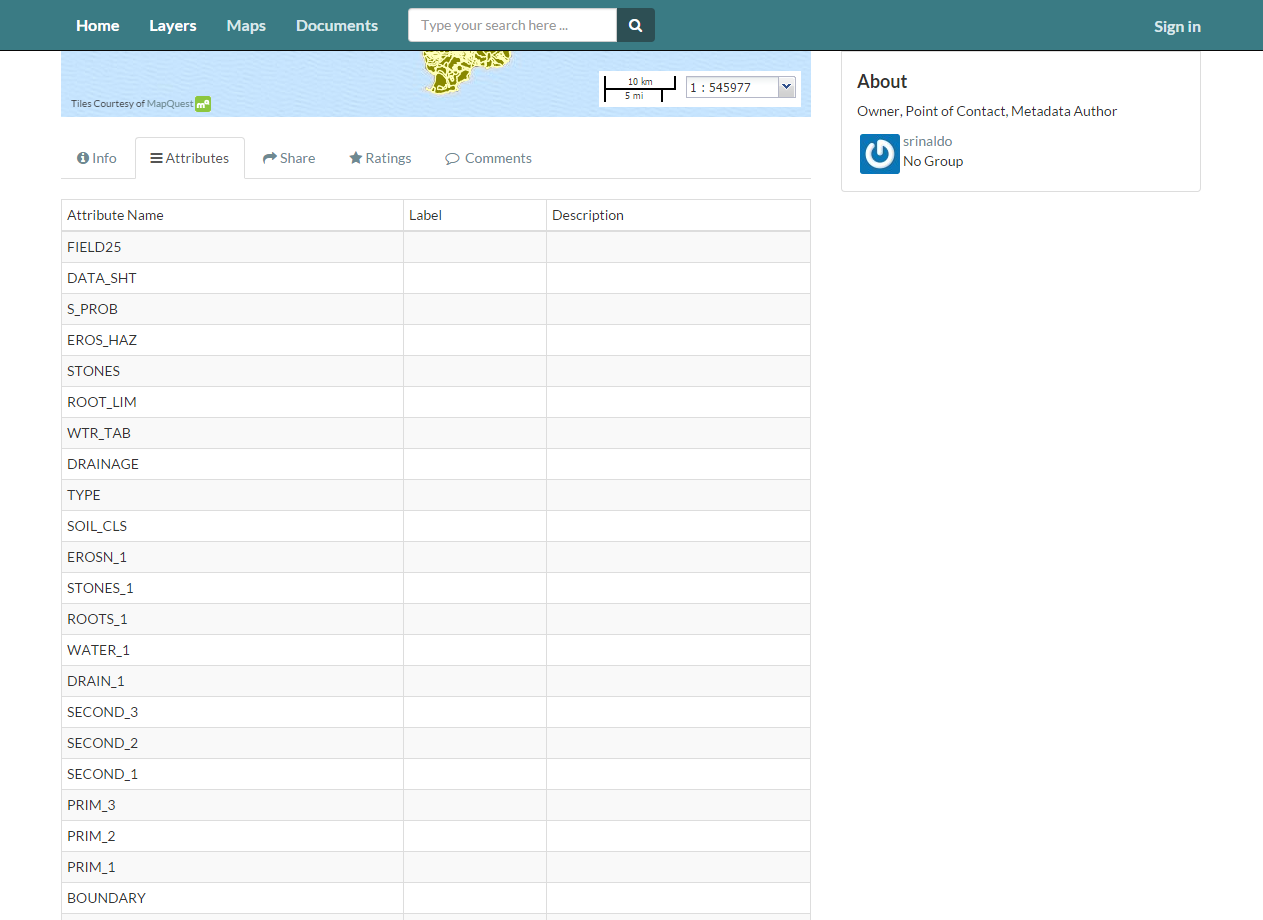 Home Layers Maps Documents Type your search here ... Sign in
10 km
5 mi
1 : 545977
Tiles Courtesy of MapQuest
Info Attributes Share Ratings Comments
Attribute Name Label Description
FIELD25
DATA_SHT
S_PROB
EROS_HAZ
STONES
ROOT_LIM
WTR_TAB
DRAINAGE
TYPE
SOIL_CLS
EROSN_1
STONES_1
ROOTS_1
WATER_1
DRAIN_1
SECOND_3
SECOND_2
SECOND_1
PRIM_3
PRIM_2
PRIM_1
BOUNDARY
About
Owner, Point of Contact, Metadata Author
srinaldo
No Group